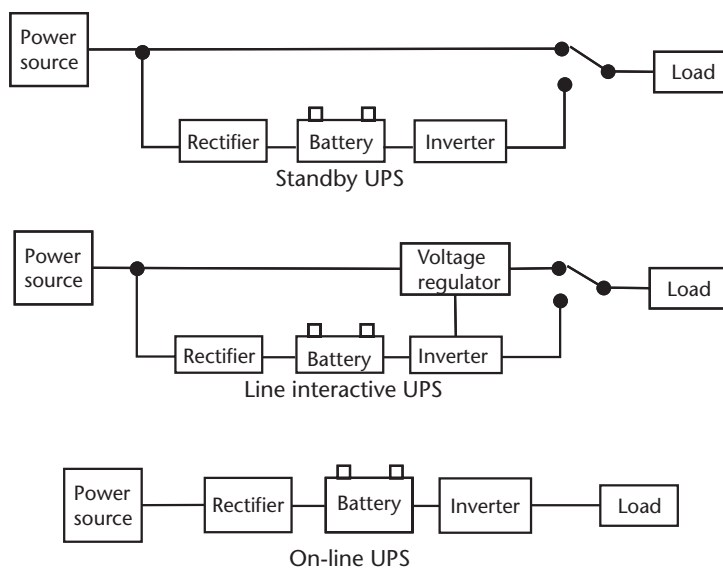 Power
source
Load
Rectifier
Battery
Inverter
Standby UPS
Power
source
Voltage
regulator
Load
Rectifier
Battery
Inverter
Line interactive UPS
Power
source
Rectifier
Battery
Inverter
Load
On-line UPS